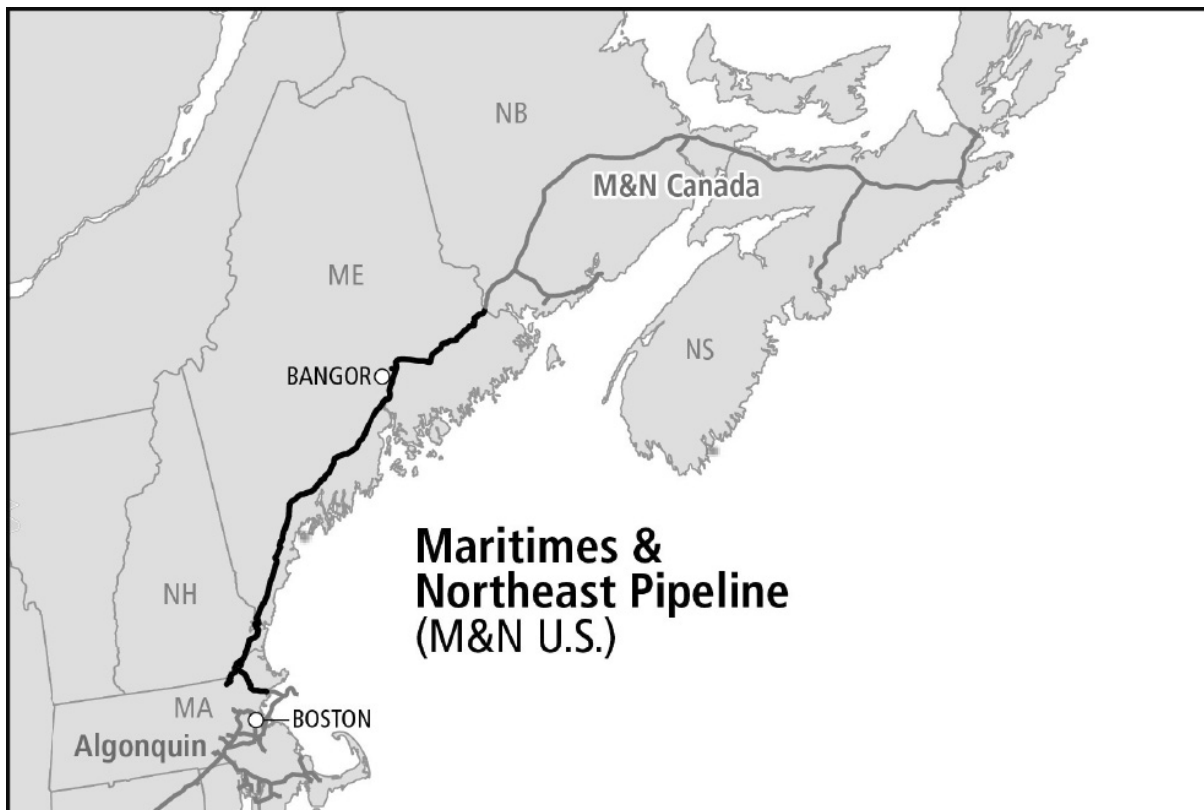 NB
M&N Canada
ME
BANGOR
NS
Maritimes &
Northeast Pipeline
(M&N U.S.)
NH
MA
BOSTON
Algonquin